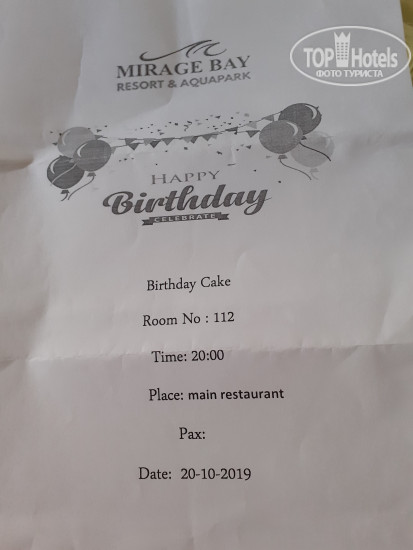 TOP Hotels
ФОТО ТУРИСТА
MIRAGE BAY
RESORT & AQUAPARK
HAPPY
Birthday
CELEBRATE
Birthday Cake
Room No : 112
Time: 20:00
Place: main restaurant
Pax:
Date: 20-10-2019